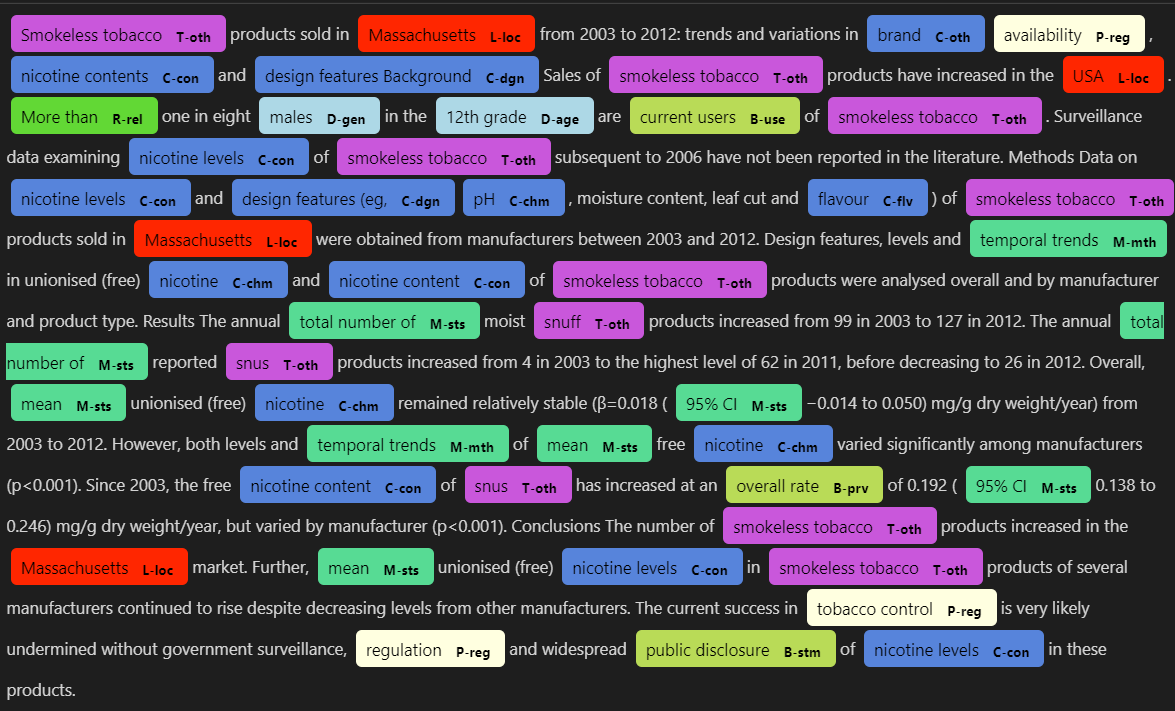 Smokeless tobacco T-oth products sold in Massachusetts L-loc from 2003 to 2012: trends and variations in brand C-oth availability P-reg ,
nicotine contents C-con and design features Background C-dgn Sales of smokeless tobacco T-oth products have increased in the USA L-loc .
More than R-rel one in eight males D-gen in the 12th grade D-age are current users B-use of smokeless tobacco T-oth . Surveillance
data examining nicotine levels C-con of smokeless tobacco T-oth subsequent to 2006 have not been reported in the literature. Methods Data on
nicotine levels C-con and design features (eg, C-dgn pH C-chm , moisture content, leaf cut and flavour C-flv ) of smokeless tobacco T-oth
products sold in Massachusetts L-loc were obtained from manufacturers between 2003 and 2012. Design features, levels and temporal trends M-mth
in unionised (free) nicotine C-chm and nicotine content C-con of smokeless tobacco T-oth products were analysed overall and by manufacturer
and product type. Results The annual total number of M-sts moist snuff T-oth products increased from 99 in 2003 to 127 in 2012. The annual total
number of M-sts reported snus T-oth products increased from 4 in 2003 to the highest level of 62 in 2011, before decreasing to 26 in 2012. Overall,
mean M-sts unionised (free) nicotine C-chm remained relatively stable (β=0.018 ( 95% CI M-sts −0.014 to 0.050) mg/g dry weight/year) from
2003 to 2012. However, both levels and temporal trends M-mth of mean M-sts free nicotine C-chm varied significantly among manufacturers
(p<0.001). Since 2003, the free nicotine content C-con of snus T-oth has increased at an overall rate B-prv of 0.192 ( 95% CI M-sts 0.138 to
0.246) mg/g dry weight/year, but varied by manufacturer (p<0.001). Conclusions The number of smokeless tobacco T-oth products increased in the
Massachusetts L-loc market. Further, mean M-sts unionised (free) nicotine levels C-con in smokeless tobacco T-oth products of several
manufacturers continued to rise despite decreasing levels from other manufacturers. The current success in tobacco control P-reg is very likely
undermined without government surveillance, regulation P-reg and widespread public disclosure B-stm of nicotine levels C-con in these
products.